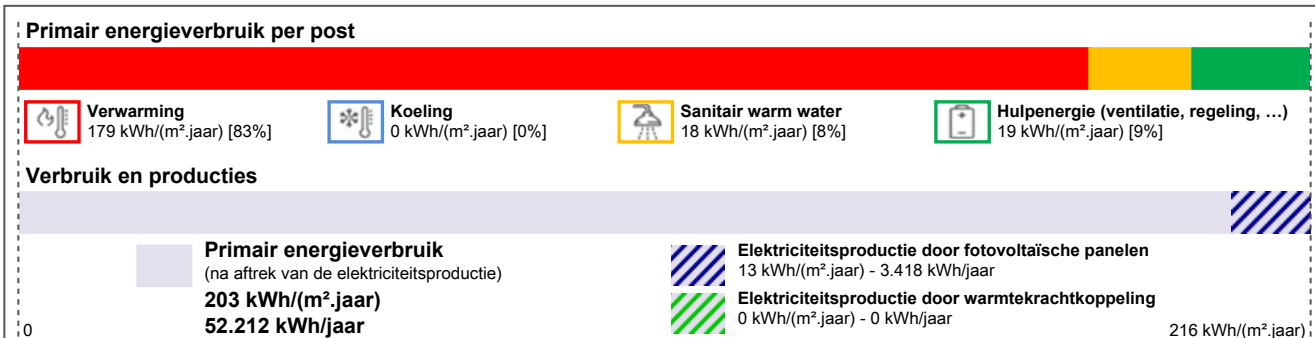 Primair energieverbruik per post
Verwarming
179 kWh/(m².jaar) [83%]
Koeling
0 kWh/(m².jaar) [0%]
Sanitair warm water
18 kWh/(m².jaar) [8%]
Hulpenergie (ventilatie, regeling, …)
19 kWh/(m².jaar) [9%]
Verbruik en producties
Primair energieverbruik
(na aftrek van de elektriciteitsproductie)
203 kWh/(m².jaar)
52.212 kWh/jaar
Elektriciteitsproductie door fotovoltaïsche panelen
13 kWh/(m².jaar) - 3.418 kWh/jaar
Elektriciteitsproductie door warmtekrachtkoppeling
0 kWh/(m².jaar) - 0 kWh/jaar
0
216 kWh/(m².jaar)